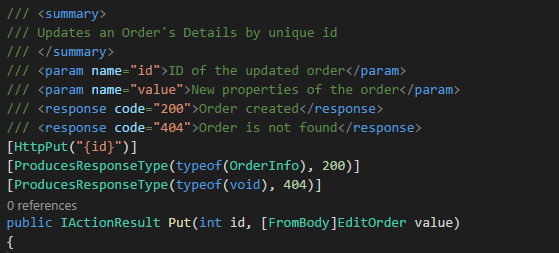 /// <summary>
/// Updates an Order's Details by unique id
/// </summary>
/// <param name="id">ID of the updated order</param>
/// <param name="value">New properties of the order</param>
/// <response code="200">Order created</response>
/// <response code="404">Order is not found</response>
[HttpPut("{id}")]
[ProducesResponseType(typeof(OrderInfo), 200)]
[ProducesResponseType(typeof(void), 404)]
0 references
public IActionResult Put(int id, [FromBody]EditOrder value)
{